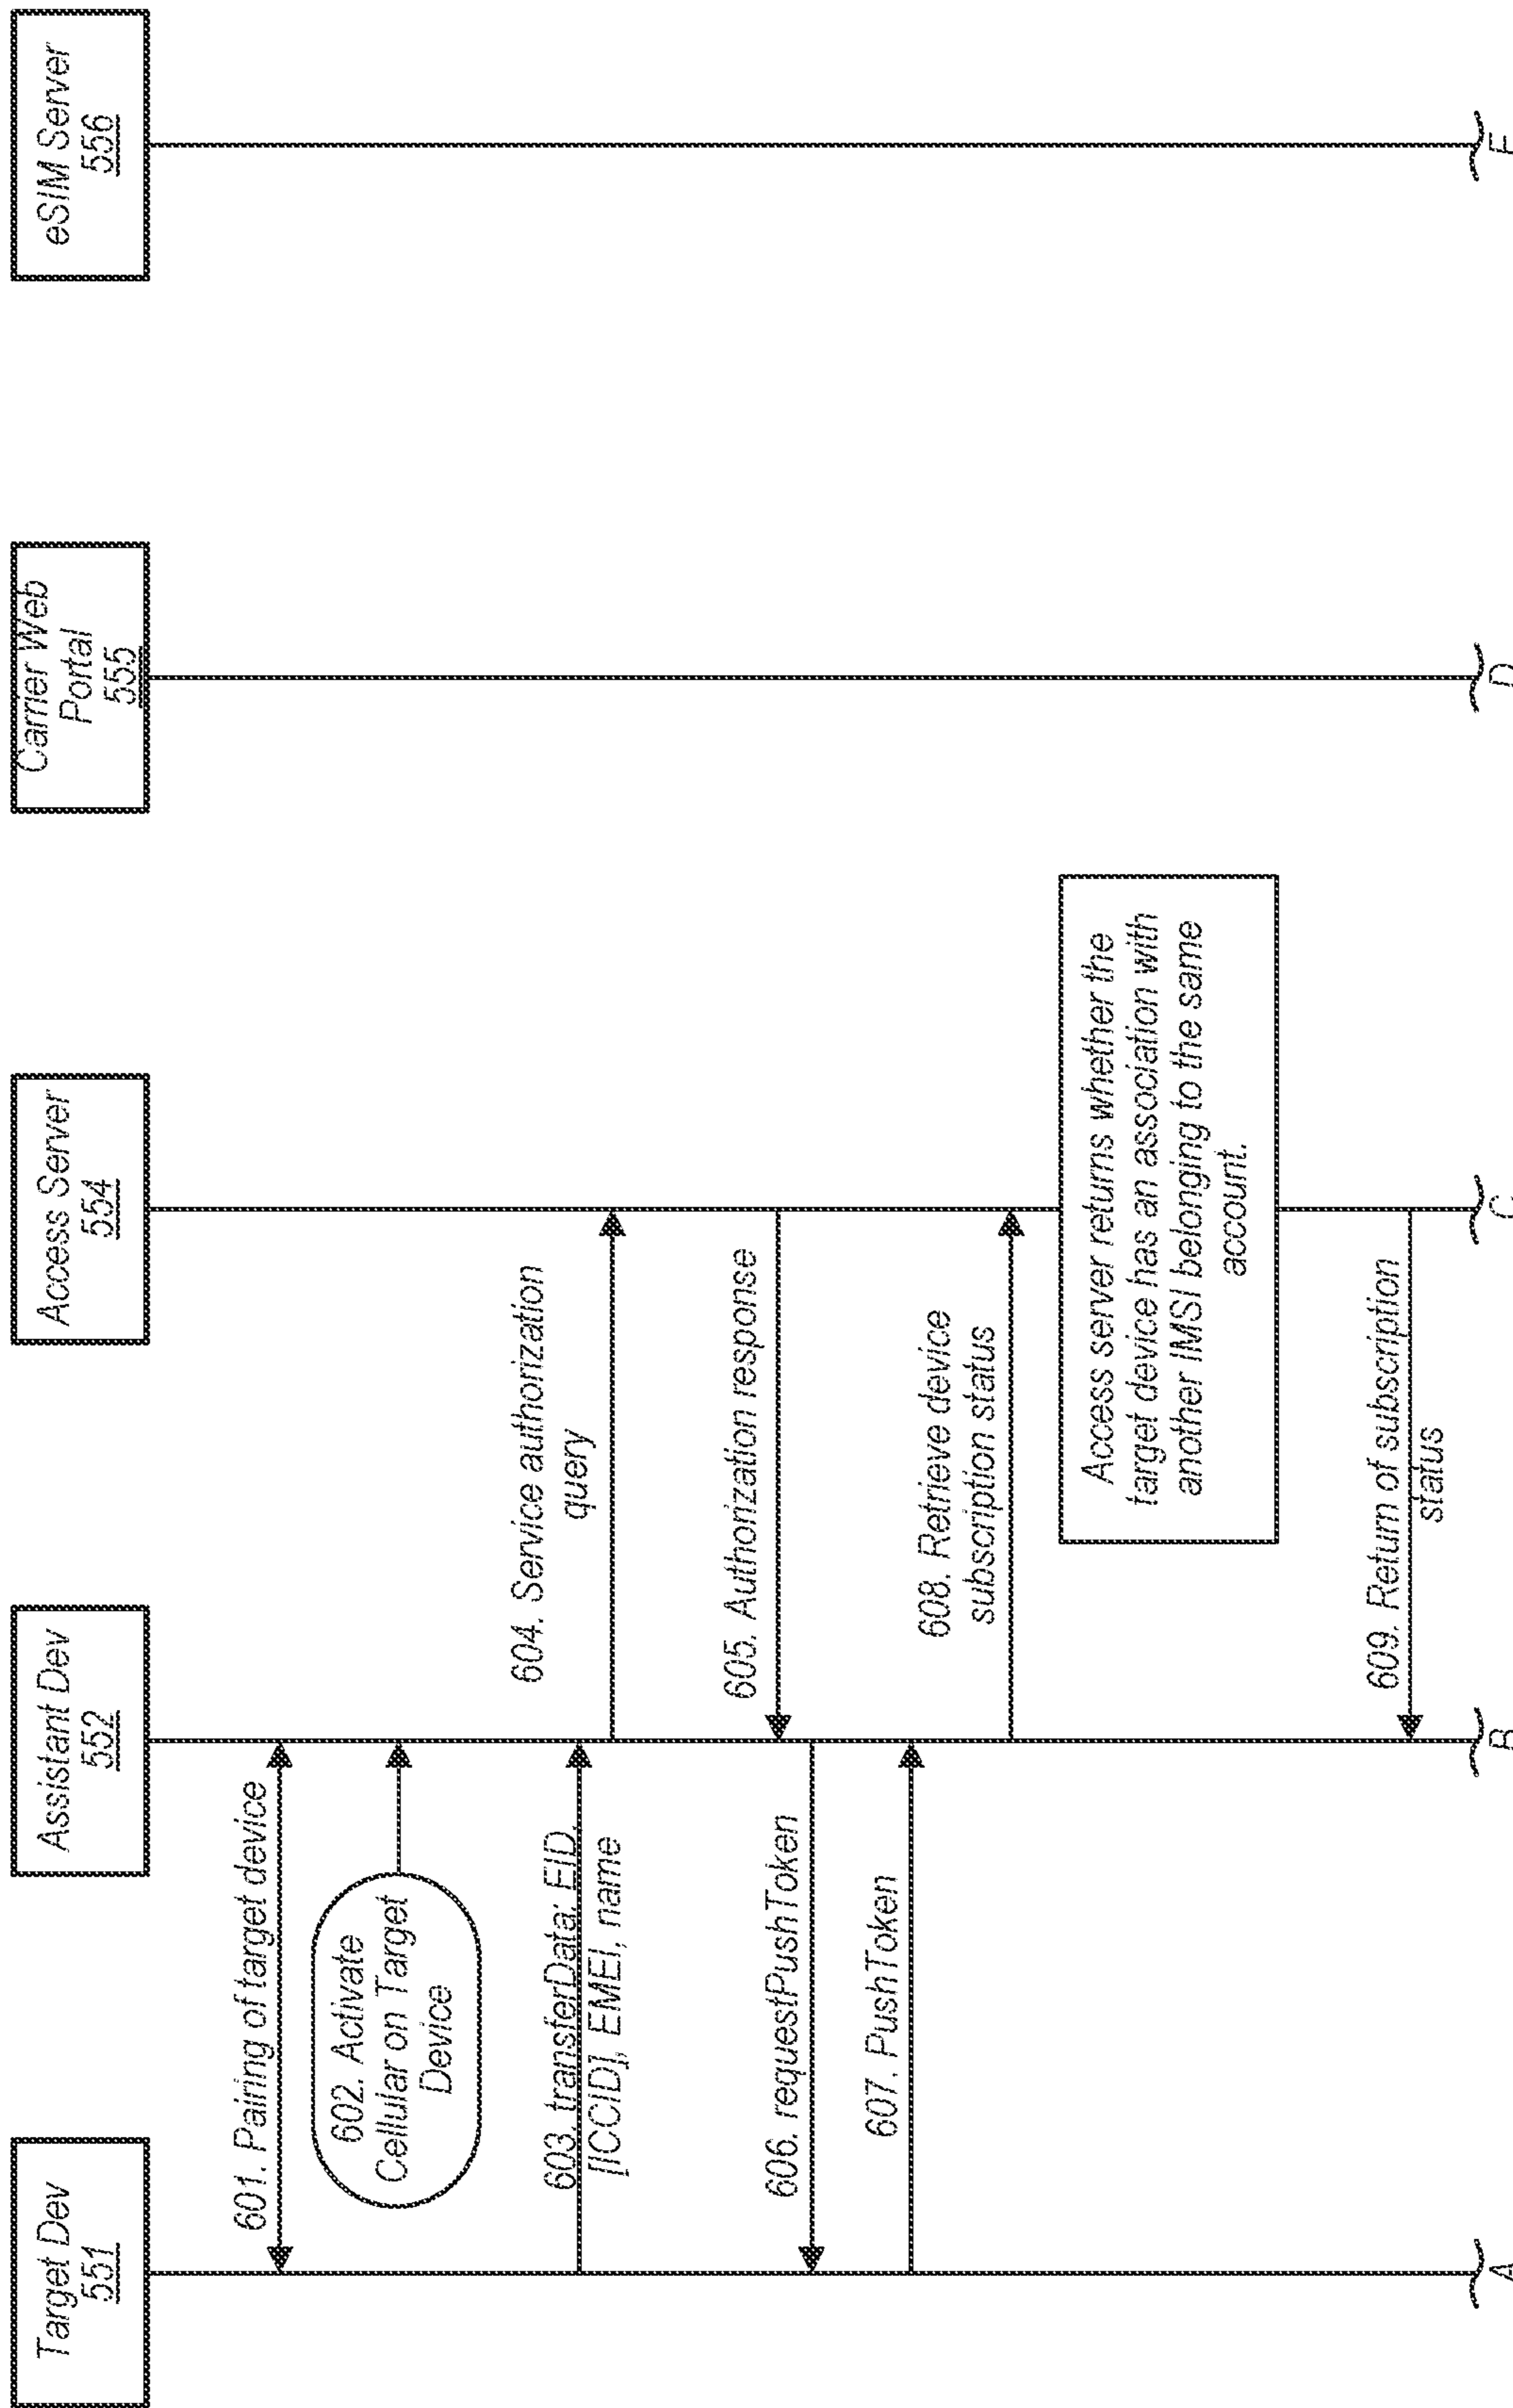 Target Dev
551
Assistant Dev
552
Access Server
554
Carrier Web
Portal
555
eSIM Server
556
601. Pairing of target device
602. Activate
Cellular on Target
Device
603. transferData: EID,
[ICCID], EMEI, name
604. Service authorization
query
605. Authorization response
606. requestPushToken
607. PushToken
608. Retrieve device
subscription status
Access server returns whether the
target device has an association with
another IMSI belonging to the same
account.
609. Return of subscription
status
A
B
C
D